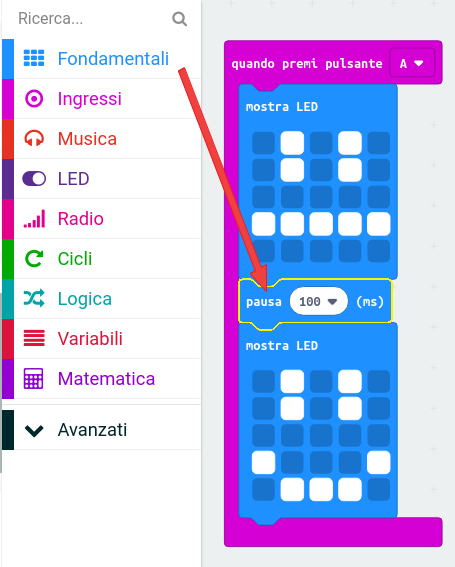 Ricerca...
Fondamentali
Ingressi
Musica
LED
Radio
Cicli
Logica
Variabili
Matematica
Avanzati
quando premi pulsante A
mostra LED
pausa 100 (ms)
mostra LED